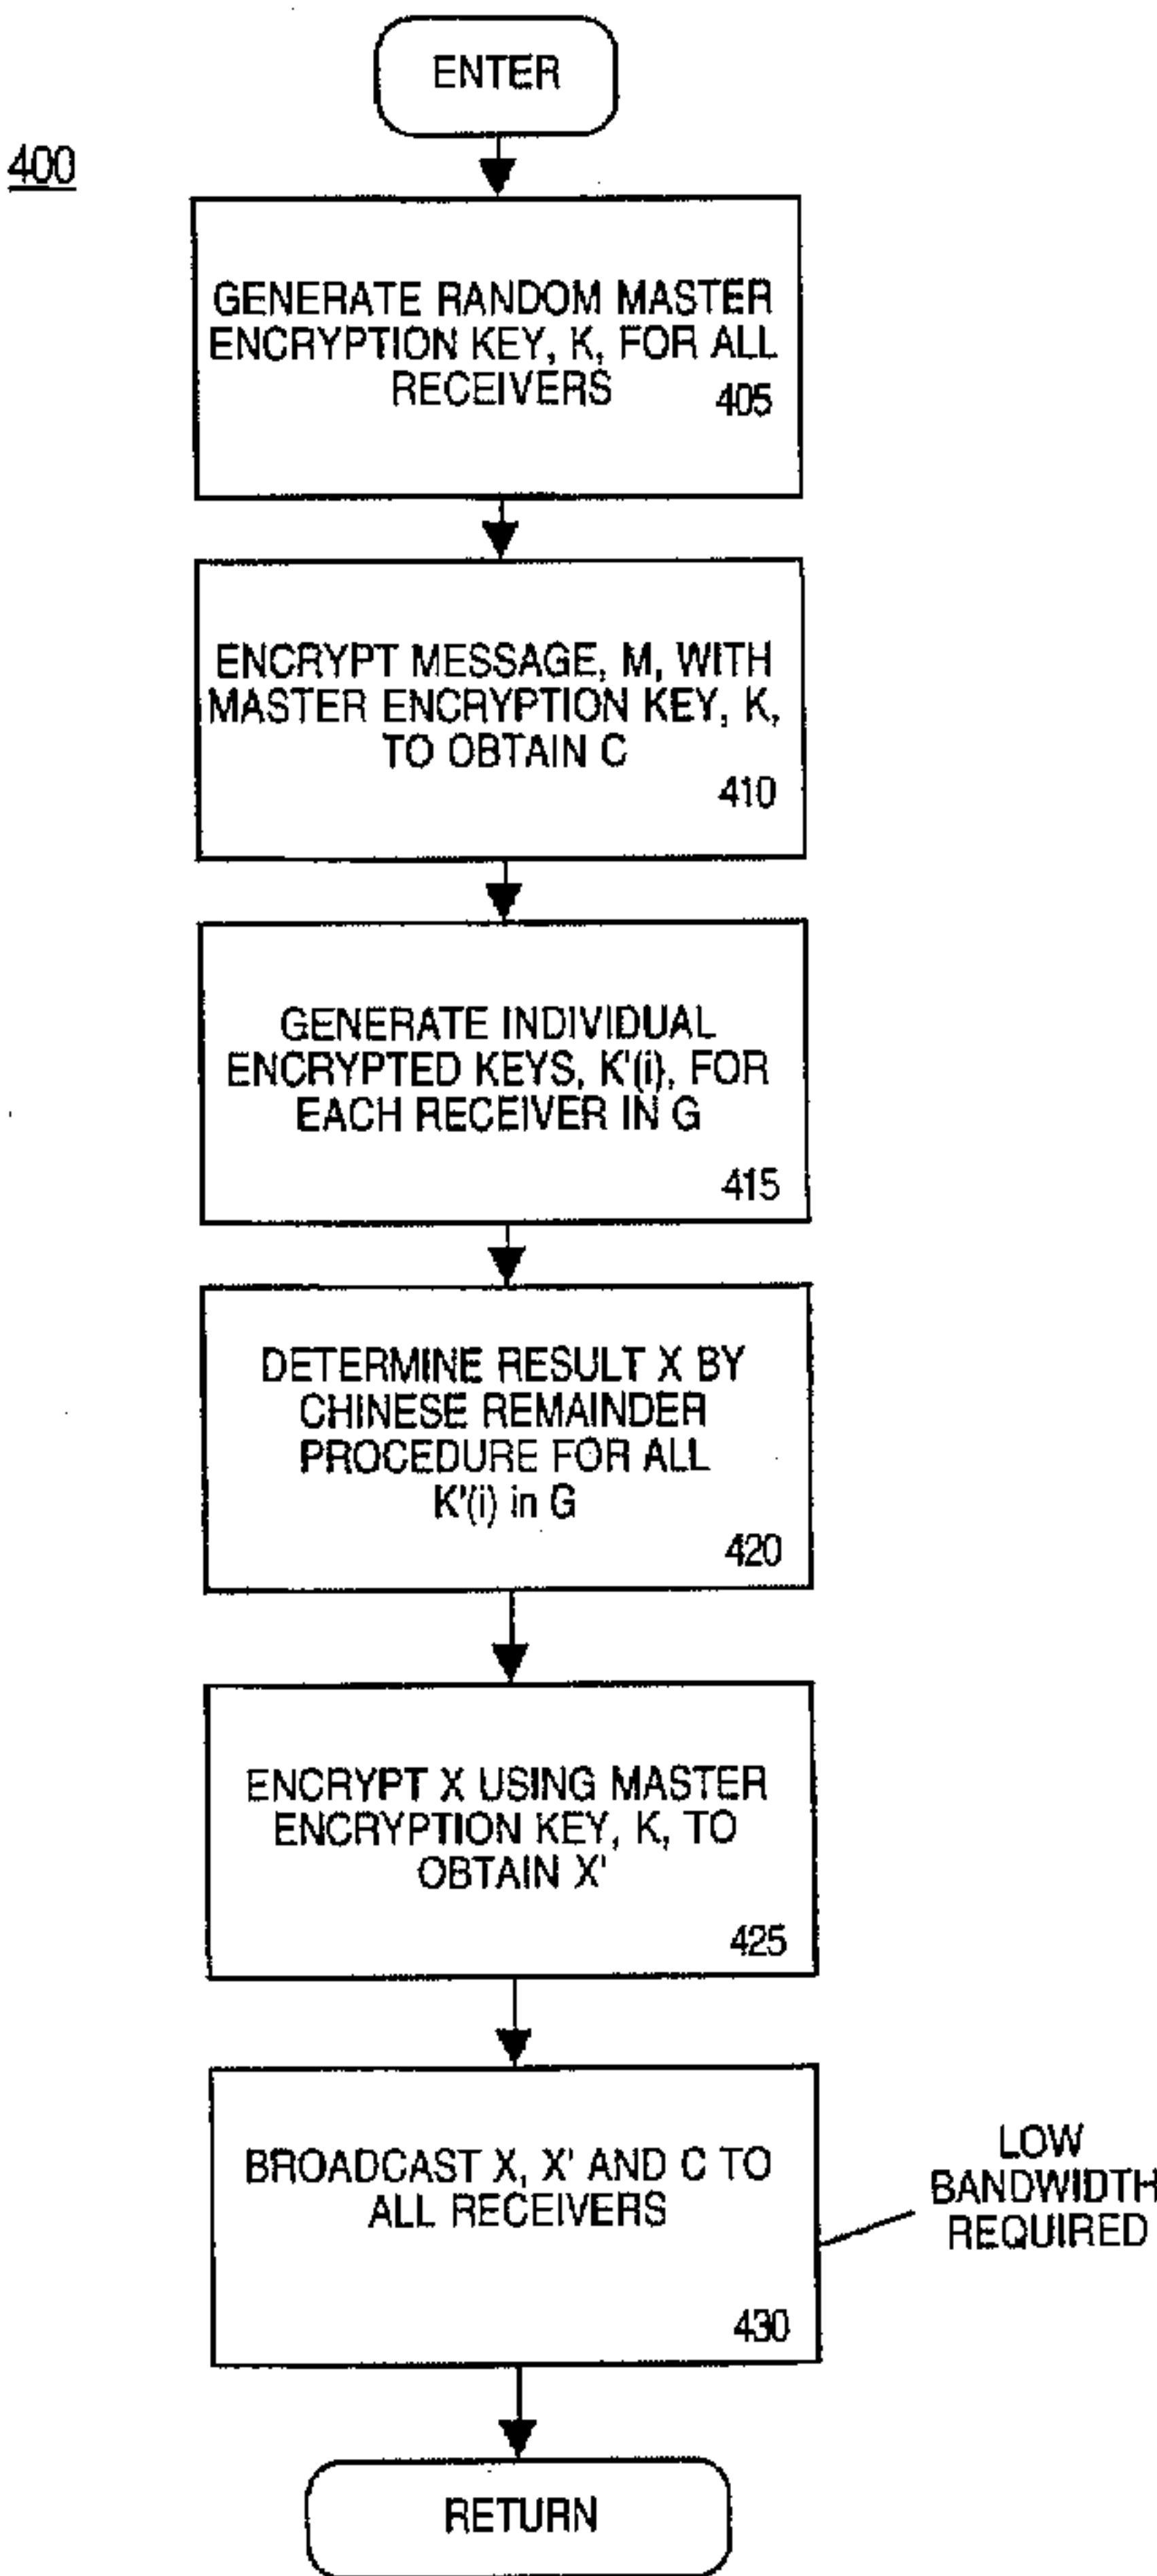 ENTER
400
GENERATE RANDOM MASTER
ENCRYPTION KEY, K, FOR ALL
RECEIVERS
405
ENCRYPT MESSAGE, M, WITH
MASTER ENCRYPTION KEY, K,
TO OBTAIN C
410
GENERATE INDIVIDUAL
ENCRYPTED KEYS, K'(i), FOR
EACH RECEIVER IN G
415
DETERMINE RESULT X BY
CHINESE REMAINDER
PROCEDURE FOR ALL
K'(i) in G
420
ENCRYPT X USING MASTER
ENCRYPTION KEY, K, TO
OBTAIN X'
425
BROADCAST X, X' AND C TO
ALL RECEIVERS
430
LOW
BANDWIDTH
REQUIRED
RETURN